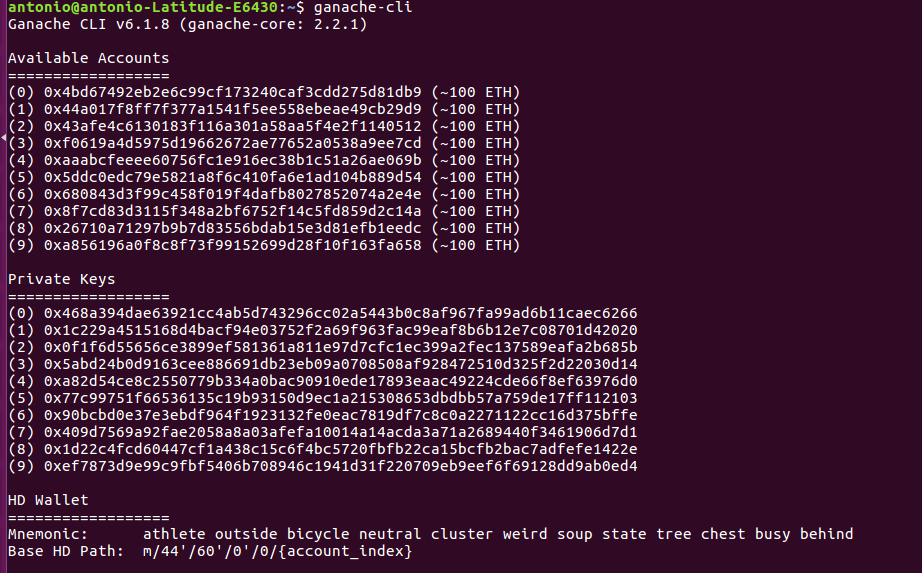 antonio@antonio-Latitude-E6430:~$ ganache-cli
Ganache CLI v6.1.8 (ganache-core: 2.2.1)
Available Accounts
==================
(0) 0x4bd67492eb2e6c99cf173240caf3cdd275d81db9 (~100 ETH)
(1) 0x44a017f8ff7f377a1541f5ee558ebeae49cb29d9 (~100 ETH)
(2) 0x43afe4c6130183f116a301a58aa5f4e2f1140512 (~100 ETH)
(3) 0xf0619a4d5975d19662672ae77652a0538a9ee7cd (~100 ETH)
(4) 0xaaabcfeeee60756fc1e916ec38b1c51a26ae069b (~100 ETH)
(5) 0x5ddc0edc79e5821a8f6c410fa6e1ad104b889d54 (~100 ETH)
(6) 0x680843d3f99c458f019f4dafb8027852074a2e4e (~100 ETH)
(7) 0x8f7cd83d3115f348a2bf6752f14c5fd859d2c14a (~100 ETH)
(8) 0x26710a71297b9b7d83556bdab15e3d81efb1eedc (~100 ETH)
(9) 0xa856196a0f8c8f73f99152699d28f10f163fa658 (~100 ETH)
Private Keys
==================
(0) 0x468a394dae63921cc4ab5d74329​6cc02a5443b0c8af967fa99ad6b11caec6266
(1) 0x1c229a4515168d4bacf94e03752f2a69f963fac99eaf8b6b12e7c08701d42020
(2) 0x0f1f6d55656ce3899ef581361a811e97d7cfc1ec399a2fec137589eafa2b685b
(3) 0x5abd24b0d9163cee886691db23eb09a0708508af928472510d325f2d22030d14
(4) 0xa82d54ce8c2550779b334a0bac90910ede17893eaac49224cde66f8ef63976d0
(5) 0x77c99751f66536135c19b93150d9ec1a215308653dbdbb57a759de17ff112103
(6) 0x90bcbd0e37e3ebdf964f1923132fe0eac7819df7c8c0a2271122cc16d375bffe
(7) 0x409d7569a92fae2058a8a03afefa10014a14acda3a71a2689440f3461906d7d1
(8) 0x1d22c4fcd60447cf1a438c15c6f4bc5720fbfb22ca15bcfb2bac7adfefe1422e
(9) 0xef7873d9e99c9fbf5406b708946c1941d31f220709eb9eef6f69128dd9ab0ed4
HD Wallet
==================
Mnemonic:      athlete outside bicycle neutral cluster weird soup state tree chest busy behind
Base HD Path:  m/44'/60'/0'/0/{account_index}